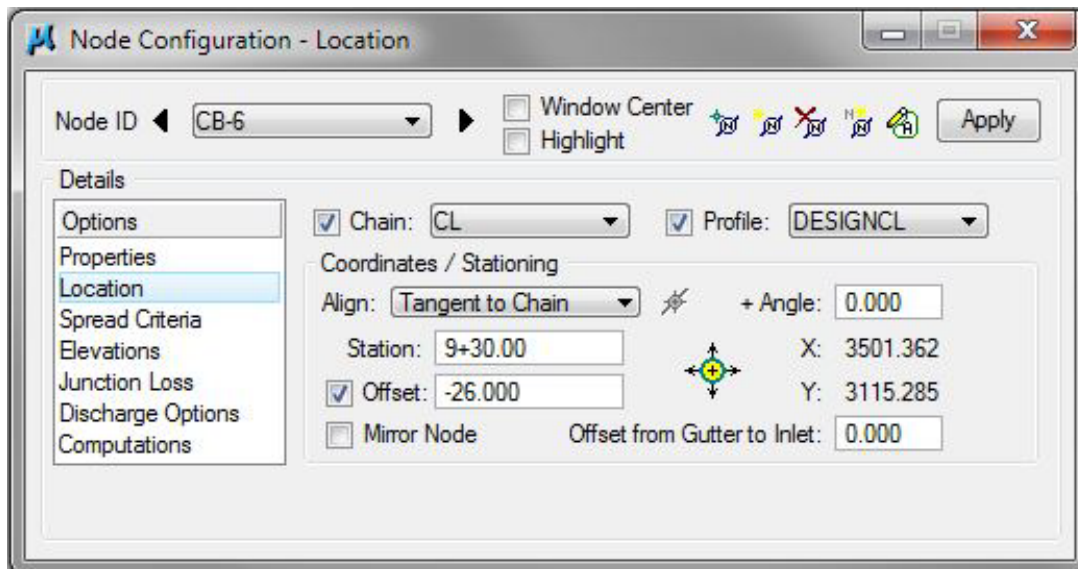 Node Configuration - Location
Node ID CB-6 Window Center Apply
Highlight
Details
Options Chain: CL Profile: DESIGNCL
Properties
Location
Spread Criteria
Elevations
Junction Loss
Discharge Options
Computations
Coordinates / Stationing
Align: Tangent to Chain + Angle: 0.000
Station: 9+30.00 X: 3501.362
Offset: -26.000 Y: 3115.285
Mirror Node Offset from Gutter to Inlet: 0.000